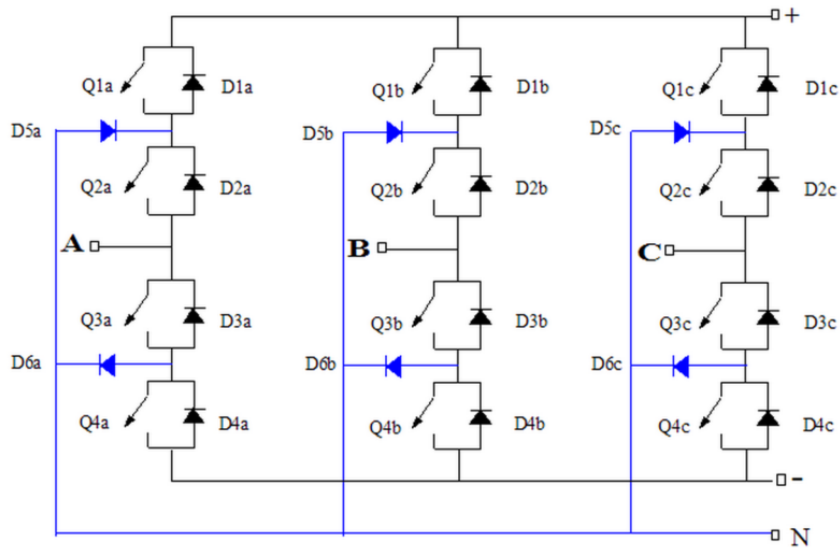 +
Q1a D1a Q1b D1b Q1c D1c
D5a D5b D5c
Q2a D2a Q2b D2b Q2c D2c
A B C
Q3a D3a Q3b D3b Q3c D3c
D6a D6b D6c
Q4a D4a Q4b D4b Q4c D4c
-
N